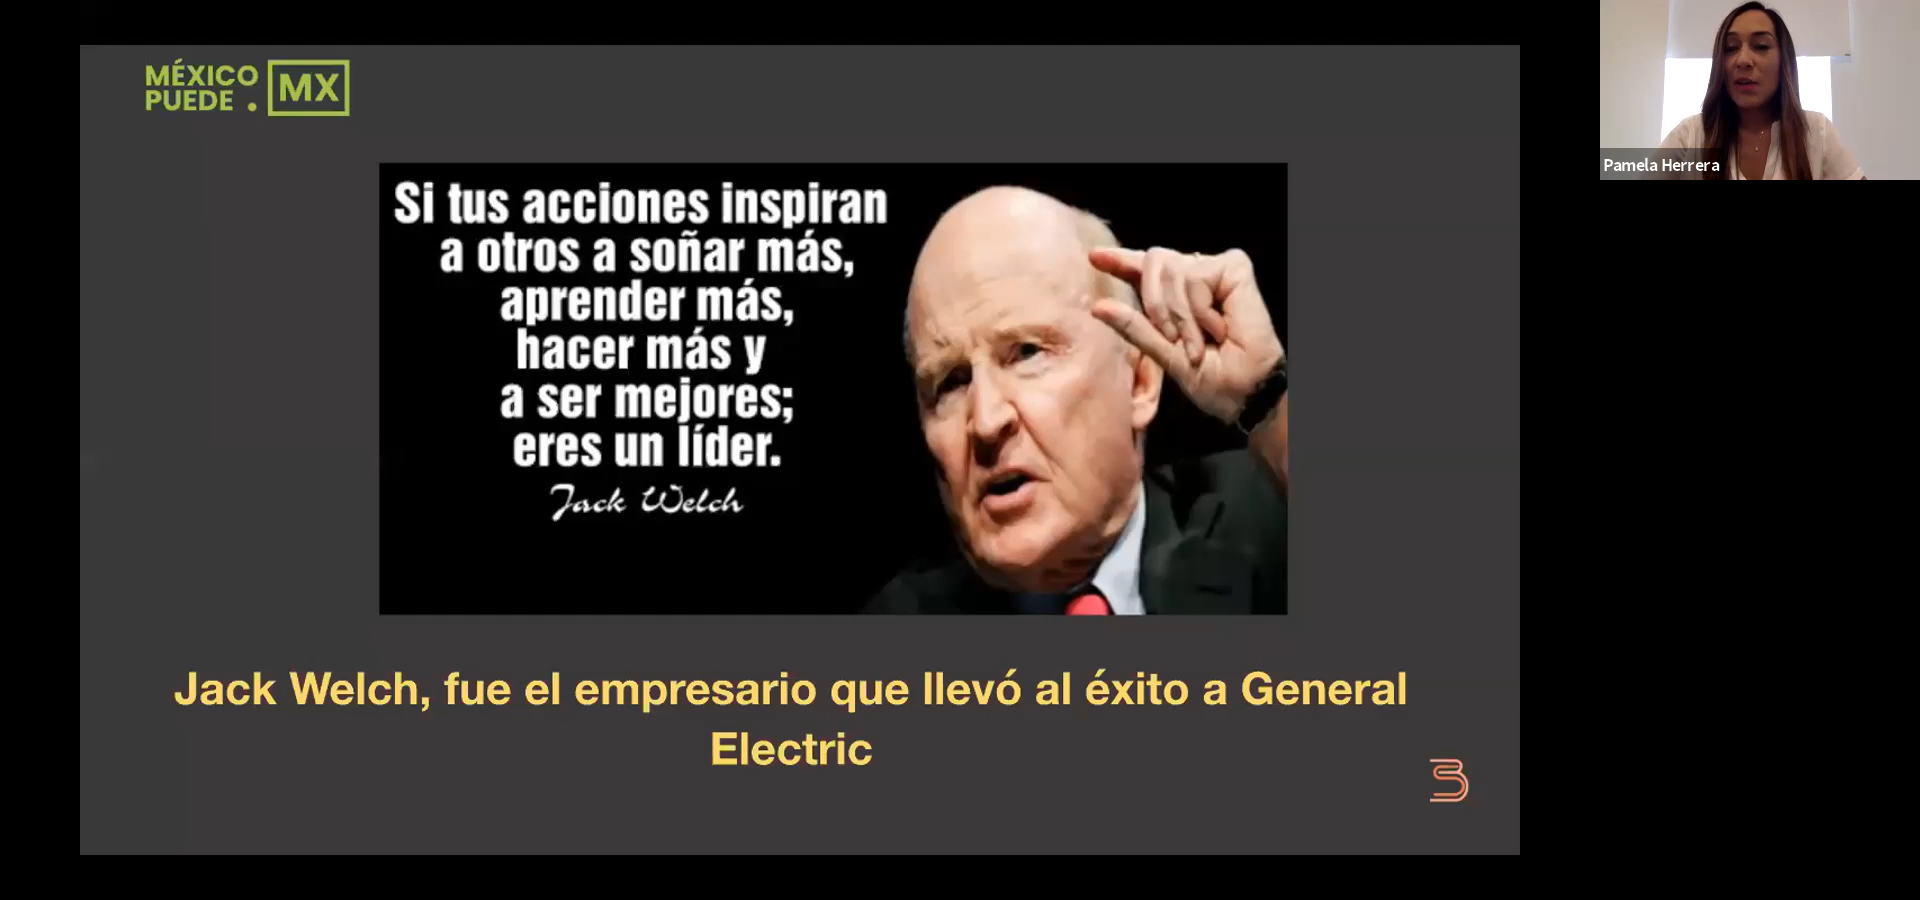 MÉXICO
PUEDE . MX
Si tus acciones inspiran
a otros a soñar más,
aprender más,
hacer más y
a ser mejores;
eres un líder.
Jack Welch
Jack Welch, fue el empresario que llevó al éxito a General
Electric
Pamela Herrera